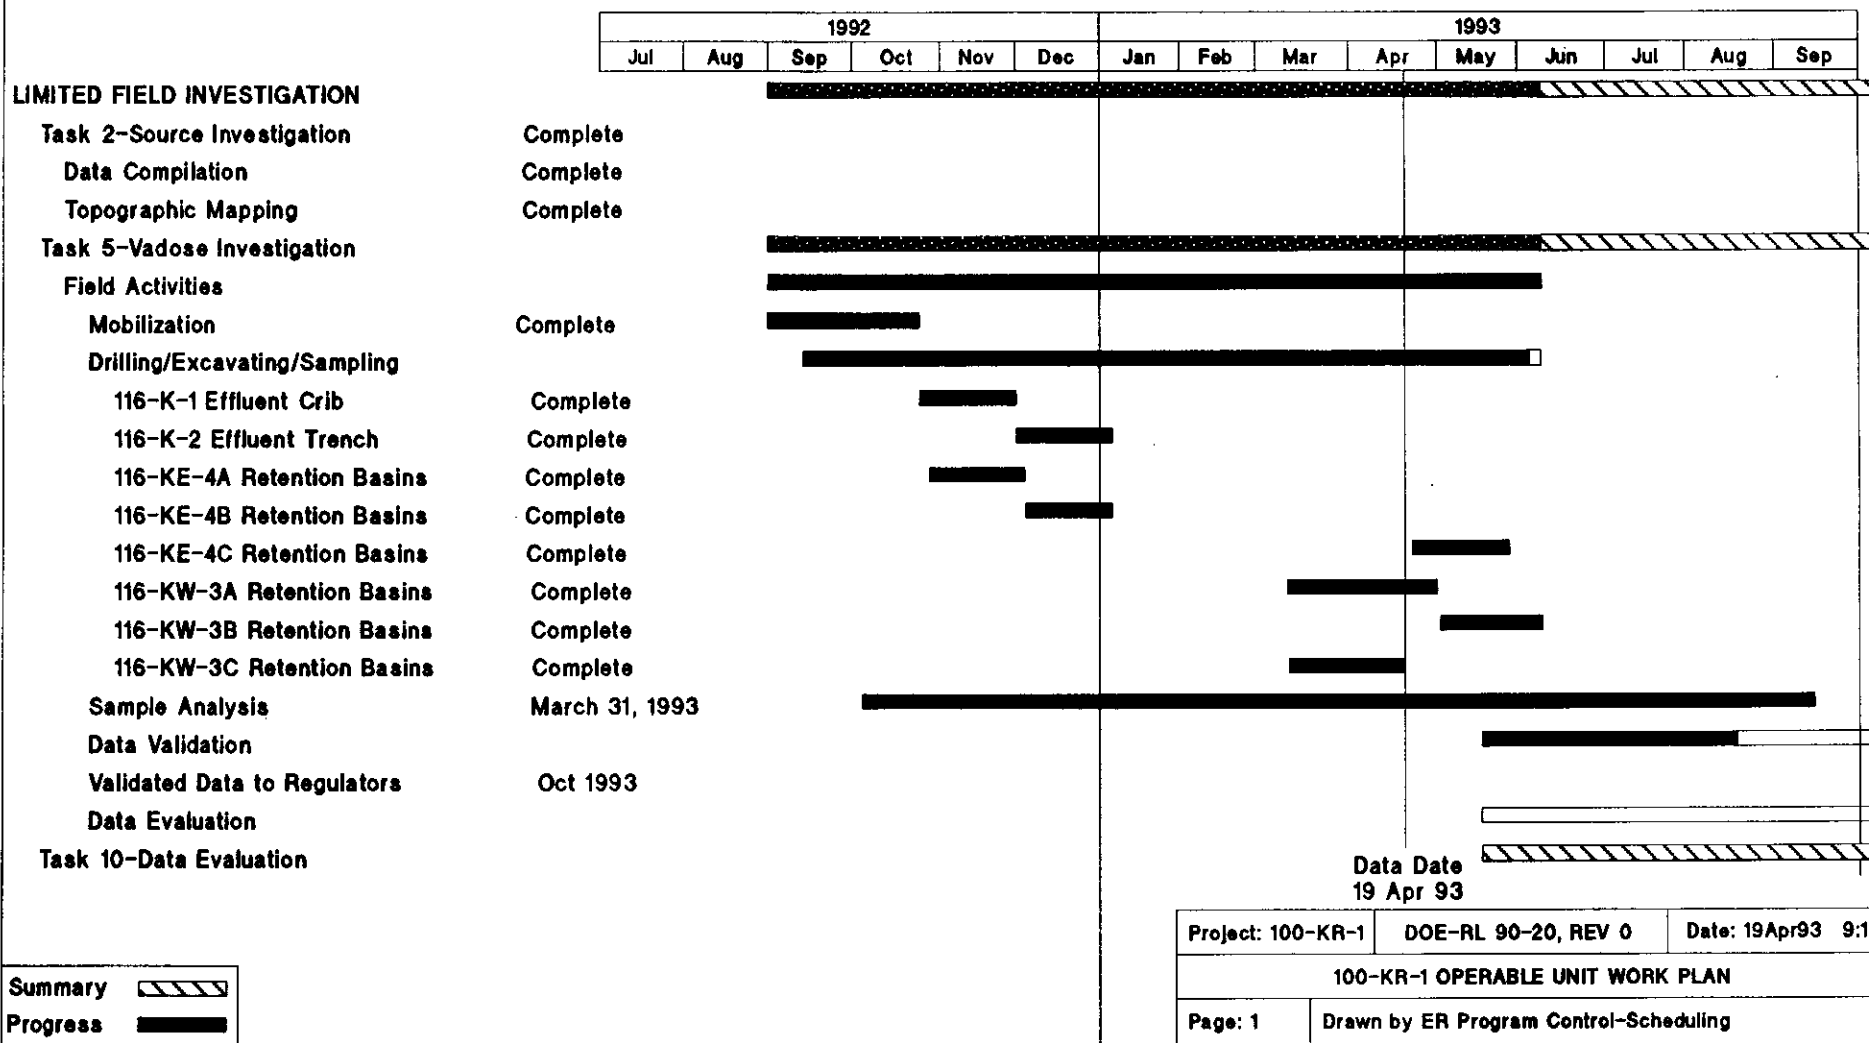 1992 1993
Jul Aug Sep Oct Nov Dec Jan Feb Mar Apr May Jun Jul Aug Sep
LIMITED FIELD INVESTIGATION
Task 2-Source Investigation Complete
Data Compilation Complete
Topographic Mapping Complete
Task 5-Vadose Investigation
Field Activities
Mobilization Complete
Drilling/Excavating/Sampling
116-K-1 Effluent Crib Complete
116-K-2 Effluent Trench Complete
116-KE-4A Retention Basins Complete
116-KE-4B Retention Basins Complete
116-KE-4C Retention Basins Complete
116-KW-3A Retention Basins Complete
116-KW-3B Retention Basins Complete
116-KW-3C Retention Basins Complete
Sample Analysis March 31, 1993
Data Validation
Validated Data to Regulators Oct 1993
Data Evaluation
Task 10-Data Evaluation
Data Date
19 Apr 93
Project: 100-KR-1 DOE-RL 90-20, REV 0 Date: 19Apr93 9:1
100-KR-1 OPERABLE UNIT WORK PLAN
Page: 1 Drawn by ER Program Control-Scheduling
Summary
Progress